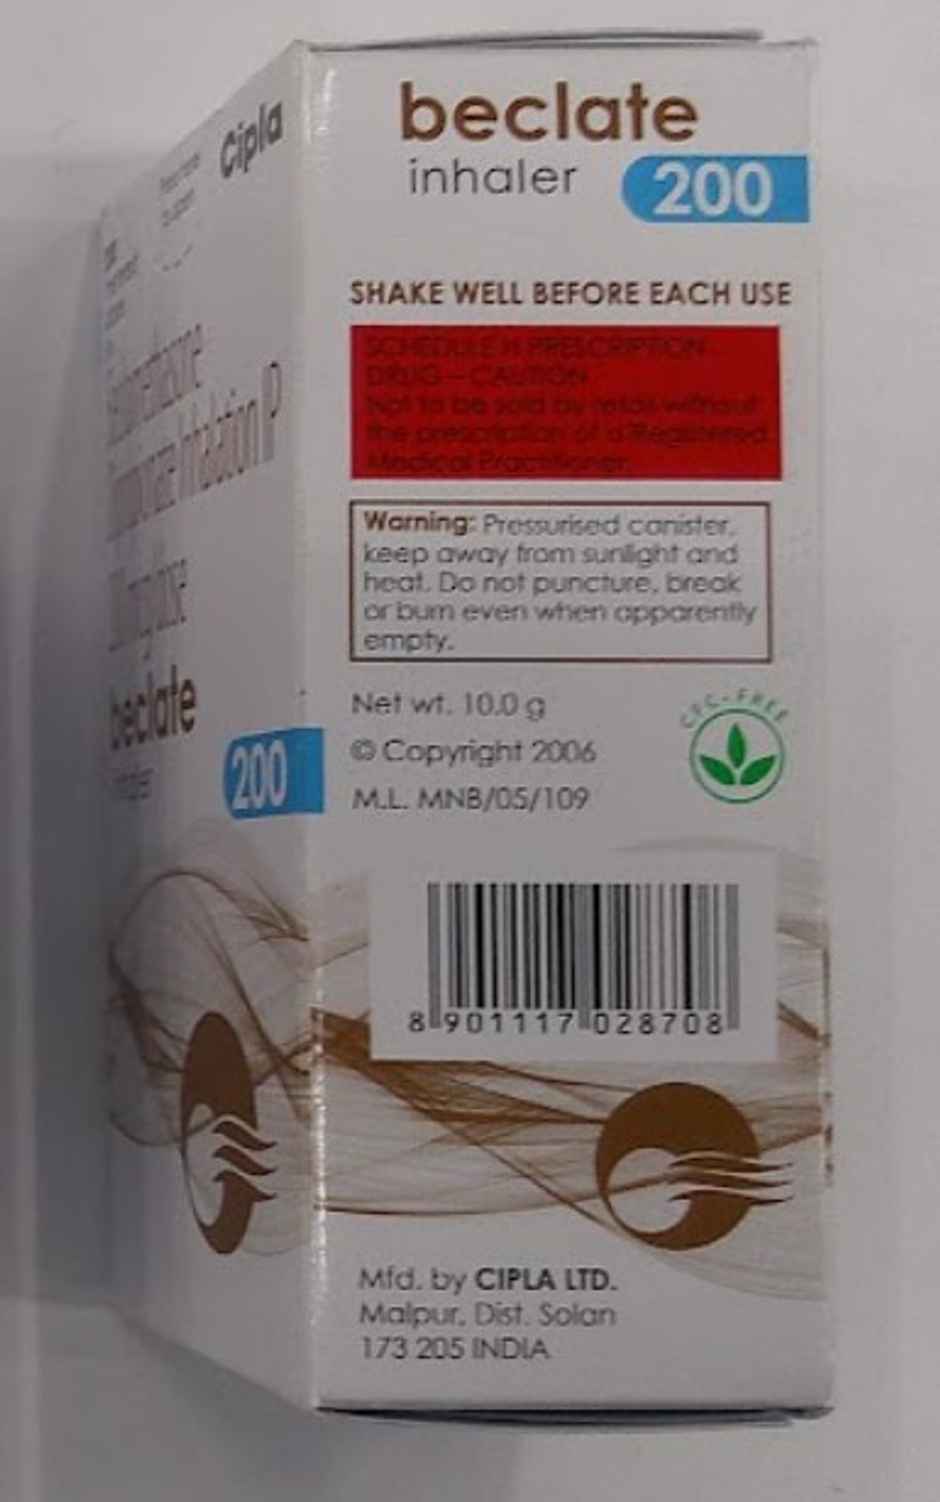 Cipla
Inhalation IP
beclate
200
beclate
inhaler
200
SHAKE WELL BEFORE EACH USE
SCHEDULE H PRESCRIPTION
DRUG – CAUTION
Not to be sold by retail without
the prescription of a Registered
Medical Practitioner.
Warning: Pressurised canister,
keep away from sunlight and
heat. Do not puncture, break
or burn even when apparently
empty.
Net wt. 10.0 g
© Copyright 2006
M.L. MNB/05/109
CFC-FREE
8 901117 028708
Mfd. by CIPLA LTD.
Malpur, Dist. Solan
173 205 INDIA